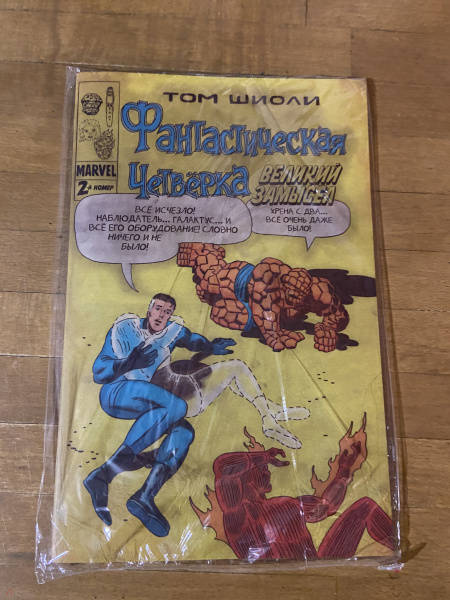 ТОМ ШИОЛИ
Фантастическая
Четвёрка
ВЕЛИКИЙ
ЗАМЫСЕЛ
MARVEL
2й НОМЕР
ВСЁ ИСЧЕЗЛО!
НАБЛЮДАТЕЛЬ... ГАЛАКТУС... И
ВСЁ ЕГО ОБОРУДОВАНИЕ! СЛОВНО
НИЧЕГО И НЕ
БЫЛО!
ХРЕНА С ДВА...
ВСЁ ОЧЕНЬ ДАЖЕ
БЫЛО!